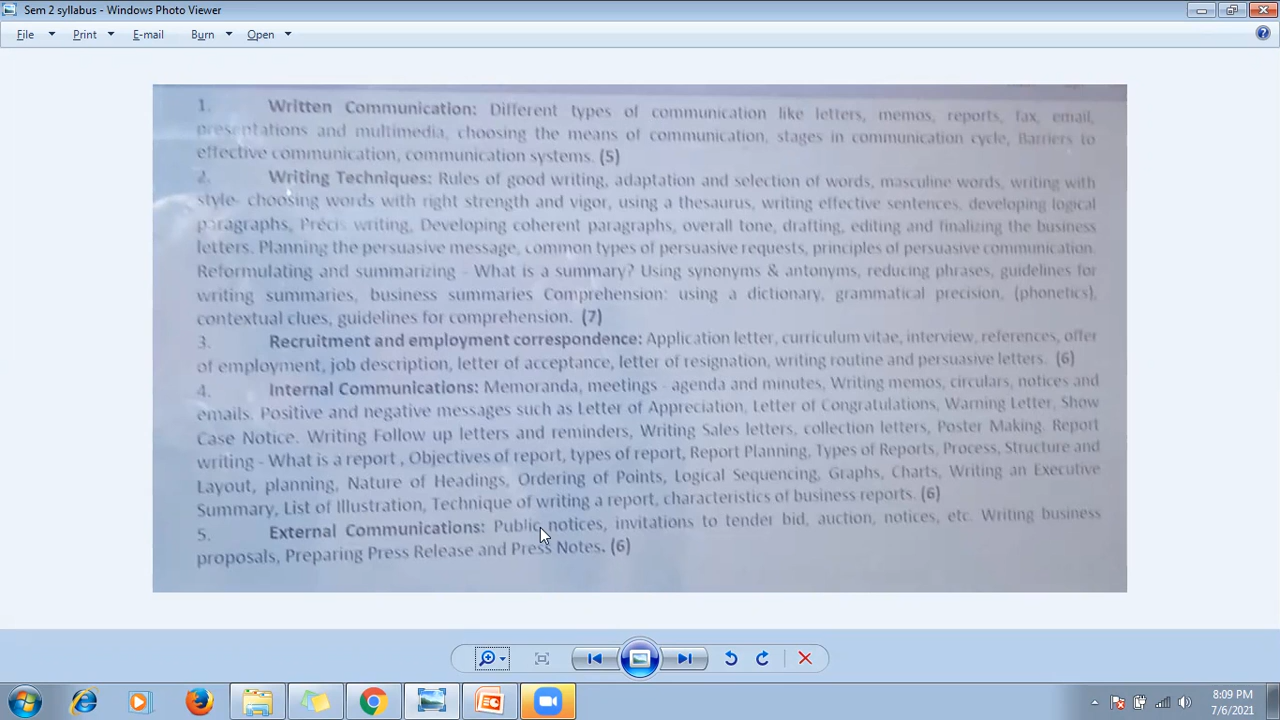 Sem 2 syllabus - Windows Photo Viewer
File Print E-mail Burn Open
1. Written Communication: Different types of communication like letters, memos, reports, fax, email,
presentations and multimedia, choosing the means of communication, stages in communication cycle, Barriers to
effective communication, communication systems. (5)
2. Writing Techniques: Rules of good writing, adaptation and selection of words, masculine words, writing with
style- choosing words with right strength and vigor, using a thesaurus, writing effective sentences, developing logical
paragraphs, Précis writing, Developing coherent paragraphs, overall tone, drafting, editing and finalizing the business
letters. Planning the persuasive message, common types of persuasive requests, principles of persuasive communication.
Reformulating and summarizing - What is a summary? Using synonyms & antonyms, reducing phrases, guidelines for
writing summaries, business summaries Comprehension: using a dictionary, grammatical precision, (phonetics),
contextual clues, guidelines for comprehension. (7)
3. Recruitment and employment correspondence: Application letter, curriculum vitae, interview, references, offer
of employment, job description, letter of acceptance, letter of resignation, writing routine and persuasive letters. (6)
4. Internal Communications: Memoranda, meetings - agenda and minutes, Writing memos, circulars, notices and
emails. Positive and negative messages such as Letter of Appreciation, Letter of Congratulations, Warning Letter, Show
Case Notice. Writing Follow up letters and reminders, Writing Sales letters, collection letters, Poster Making. Report
writing - What is a report , Objectives of report, types of report, Report Planning, Types of Reports, Process, Structure and
Layout, planning, Nature of Headings, Ordering of Points, Logical Sequencing, Graphs, Charts, Writing an Executive
Summary, List of Illustration, Technique of writing a report, characteristics of business reports. (6)
5. External Communications: Public notices, invitations to tender bid, auction, notices, etc. Writing business
proposals, Preparing Press Release and Press Notes. (6)
8:09 PM
7/6/2021